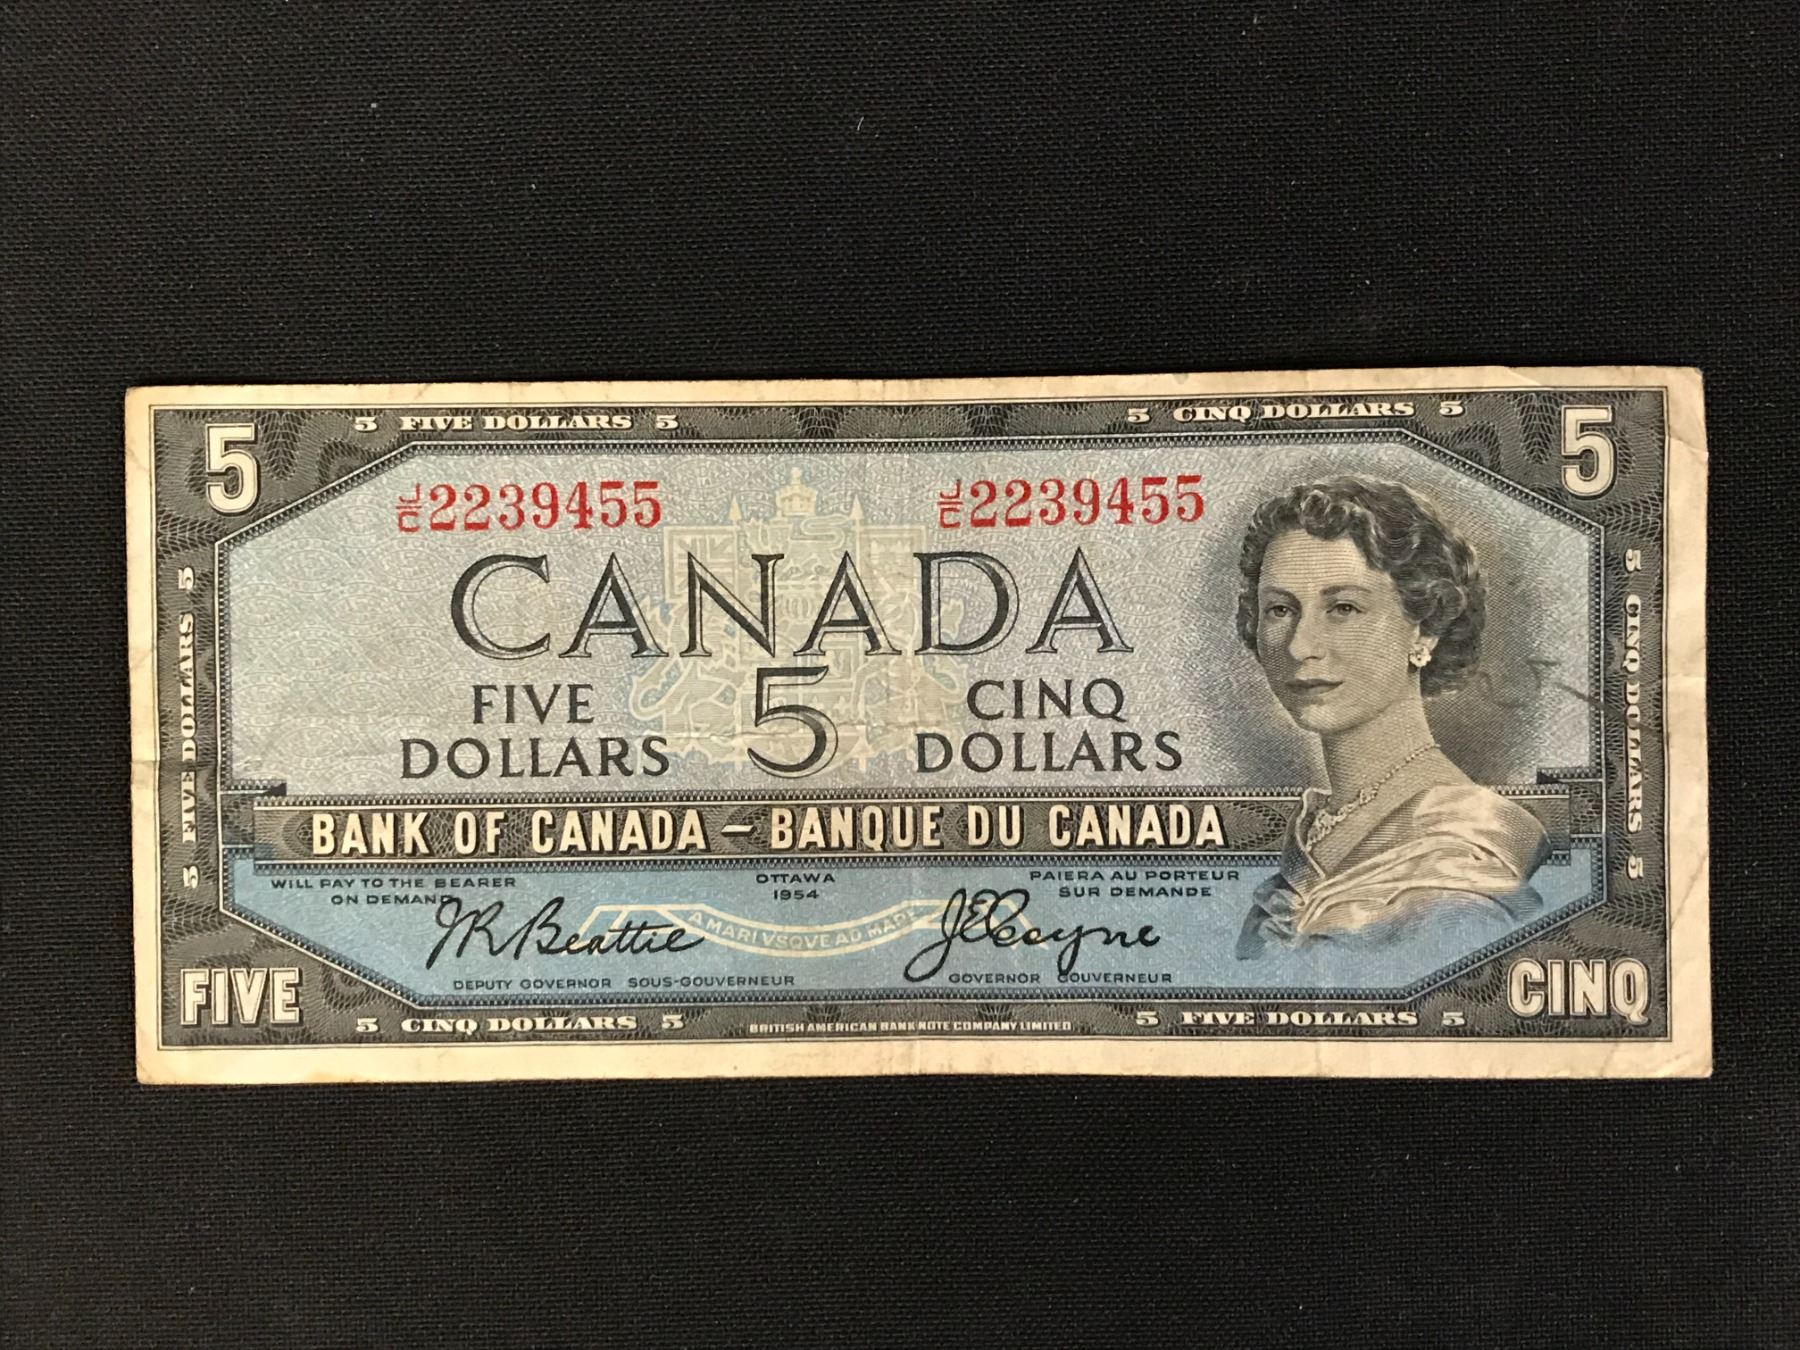 5 FIVE DOLLARS 5
5 CINQ DOLLARS 5
5
5
J/C 2239455
J/C 2239455
CANADA
FIVE DOLLARS
5
CINQ DOLLARS
5 FIVE DOLLARS 5
5 CINQ DOLLARS 5
BANK OF CANADA – BANQUE DU CANADA
WILL PAY TO THE BEARER
ON DEMAND
OTTAWA
1954
PAIERA AU PORTEUR
SUR DEMANDE
JRBeattie
A MARI VSQVE AD MARE
JECoyne
DEPUTY GOVERNOR SOUS-GOUVERNEUR
GOVERNOR GOUVERNEUR
FIVE
CINQ
5 CINQ DOLLARS 5
BRITISH AMERICAN BANK NOTE COMPANY LIMITED
5 FIVE DOLLARS 5